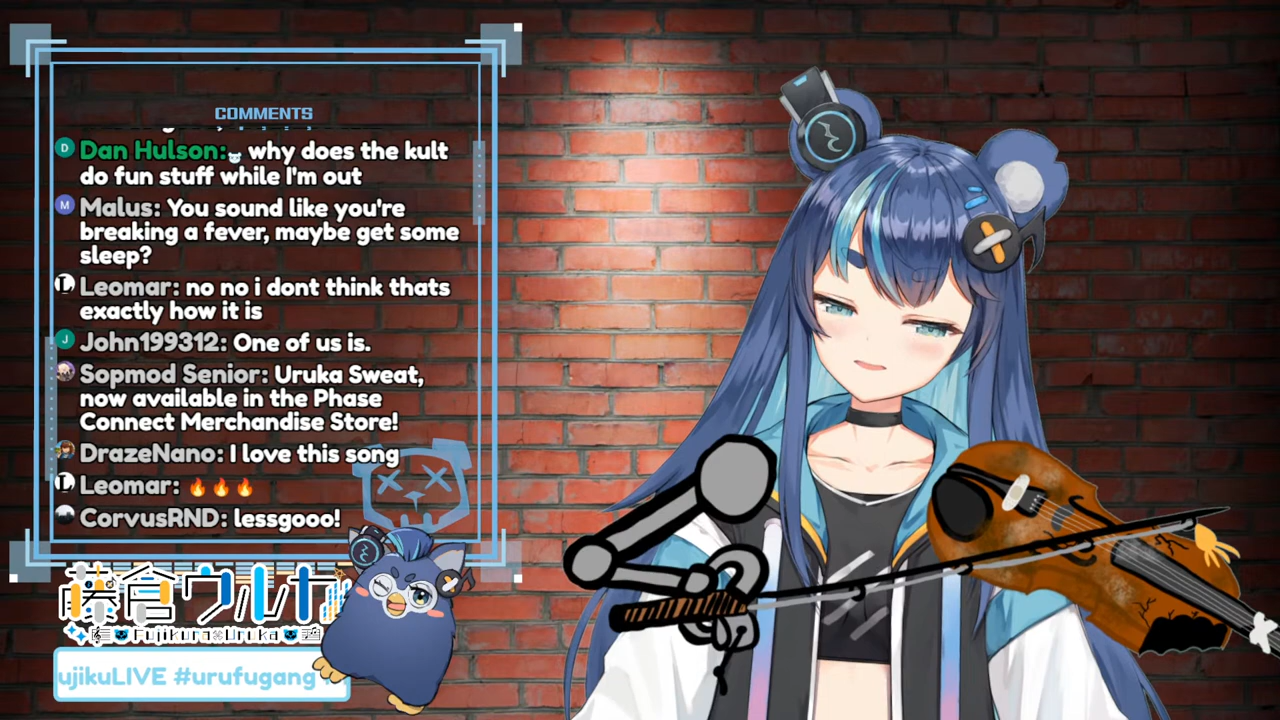 COMMENTS
Dan Hulson: why does the kult
do fun stuff while I'm out
Malus: You sound like you're
breaking a fever, maybe get some
sleep?
Leomar: no no i dont think thats
exactly how it is
John199312: One of us is.
Sopmod Senior: Uruka Sweat,
now available in the Phase
Connect Merchandise Store!
DrazeNano: I love this song
Leomar: 🔥🔥🔥
CorvusRND: lessgooo!
藤倉ウルカ
Fujikura Uruka
ujikuLIVE #urufugang